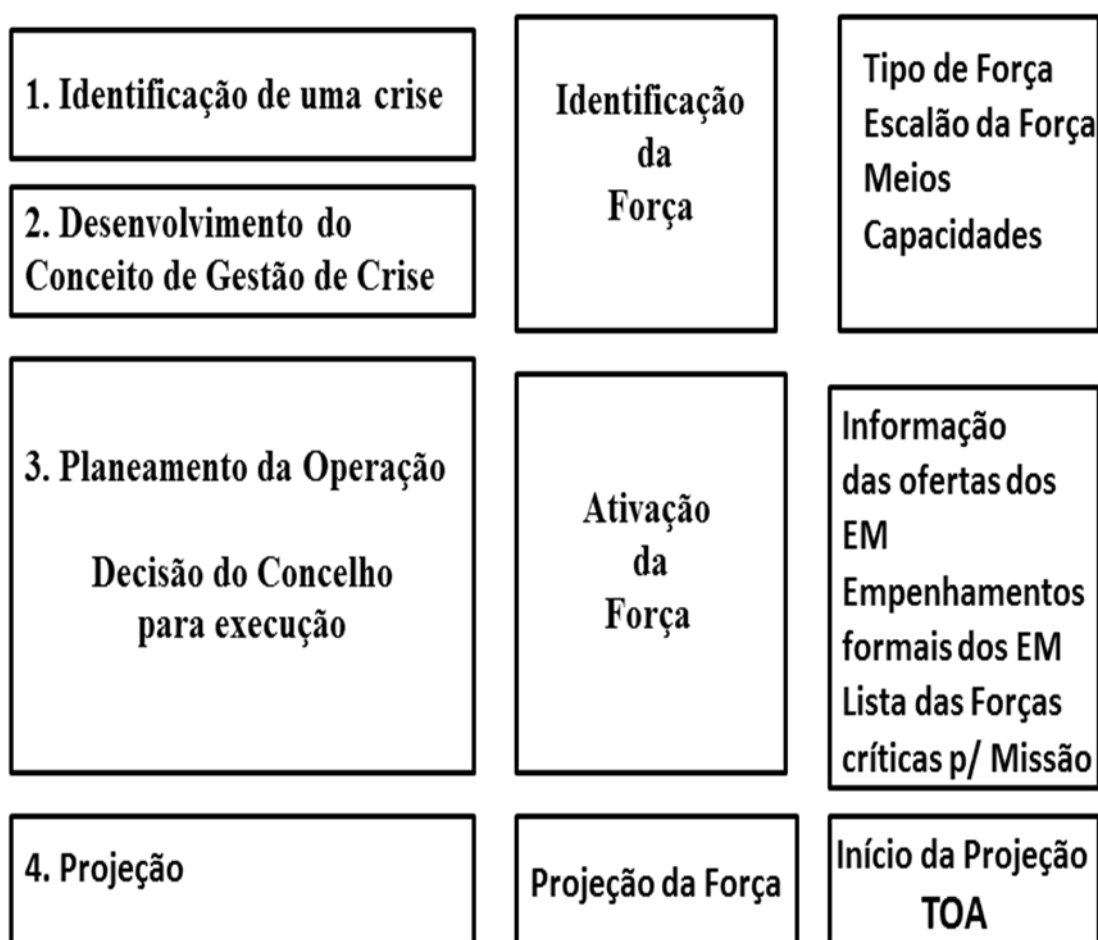 1. Identificação de uma crise
2. Desenvolvimento do
Conceito de Gestão de Crise
Identificação
da
Força
Tipo de Força
Escalão da Força
Meios
Capacidades
3. Planeamento da Operação
Decisão do Concelho
para execução
Ativação
da
Força
Informação
das ofertas dos
EM
Empenhamentos
formais dos EM
Lista das Forças
críticas p/ Missão
4. Projeção
Projeção da Força
Início da Projeção
TOA